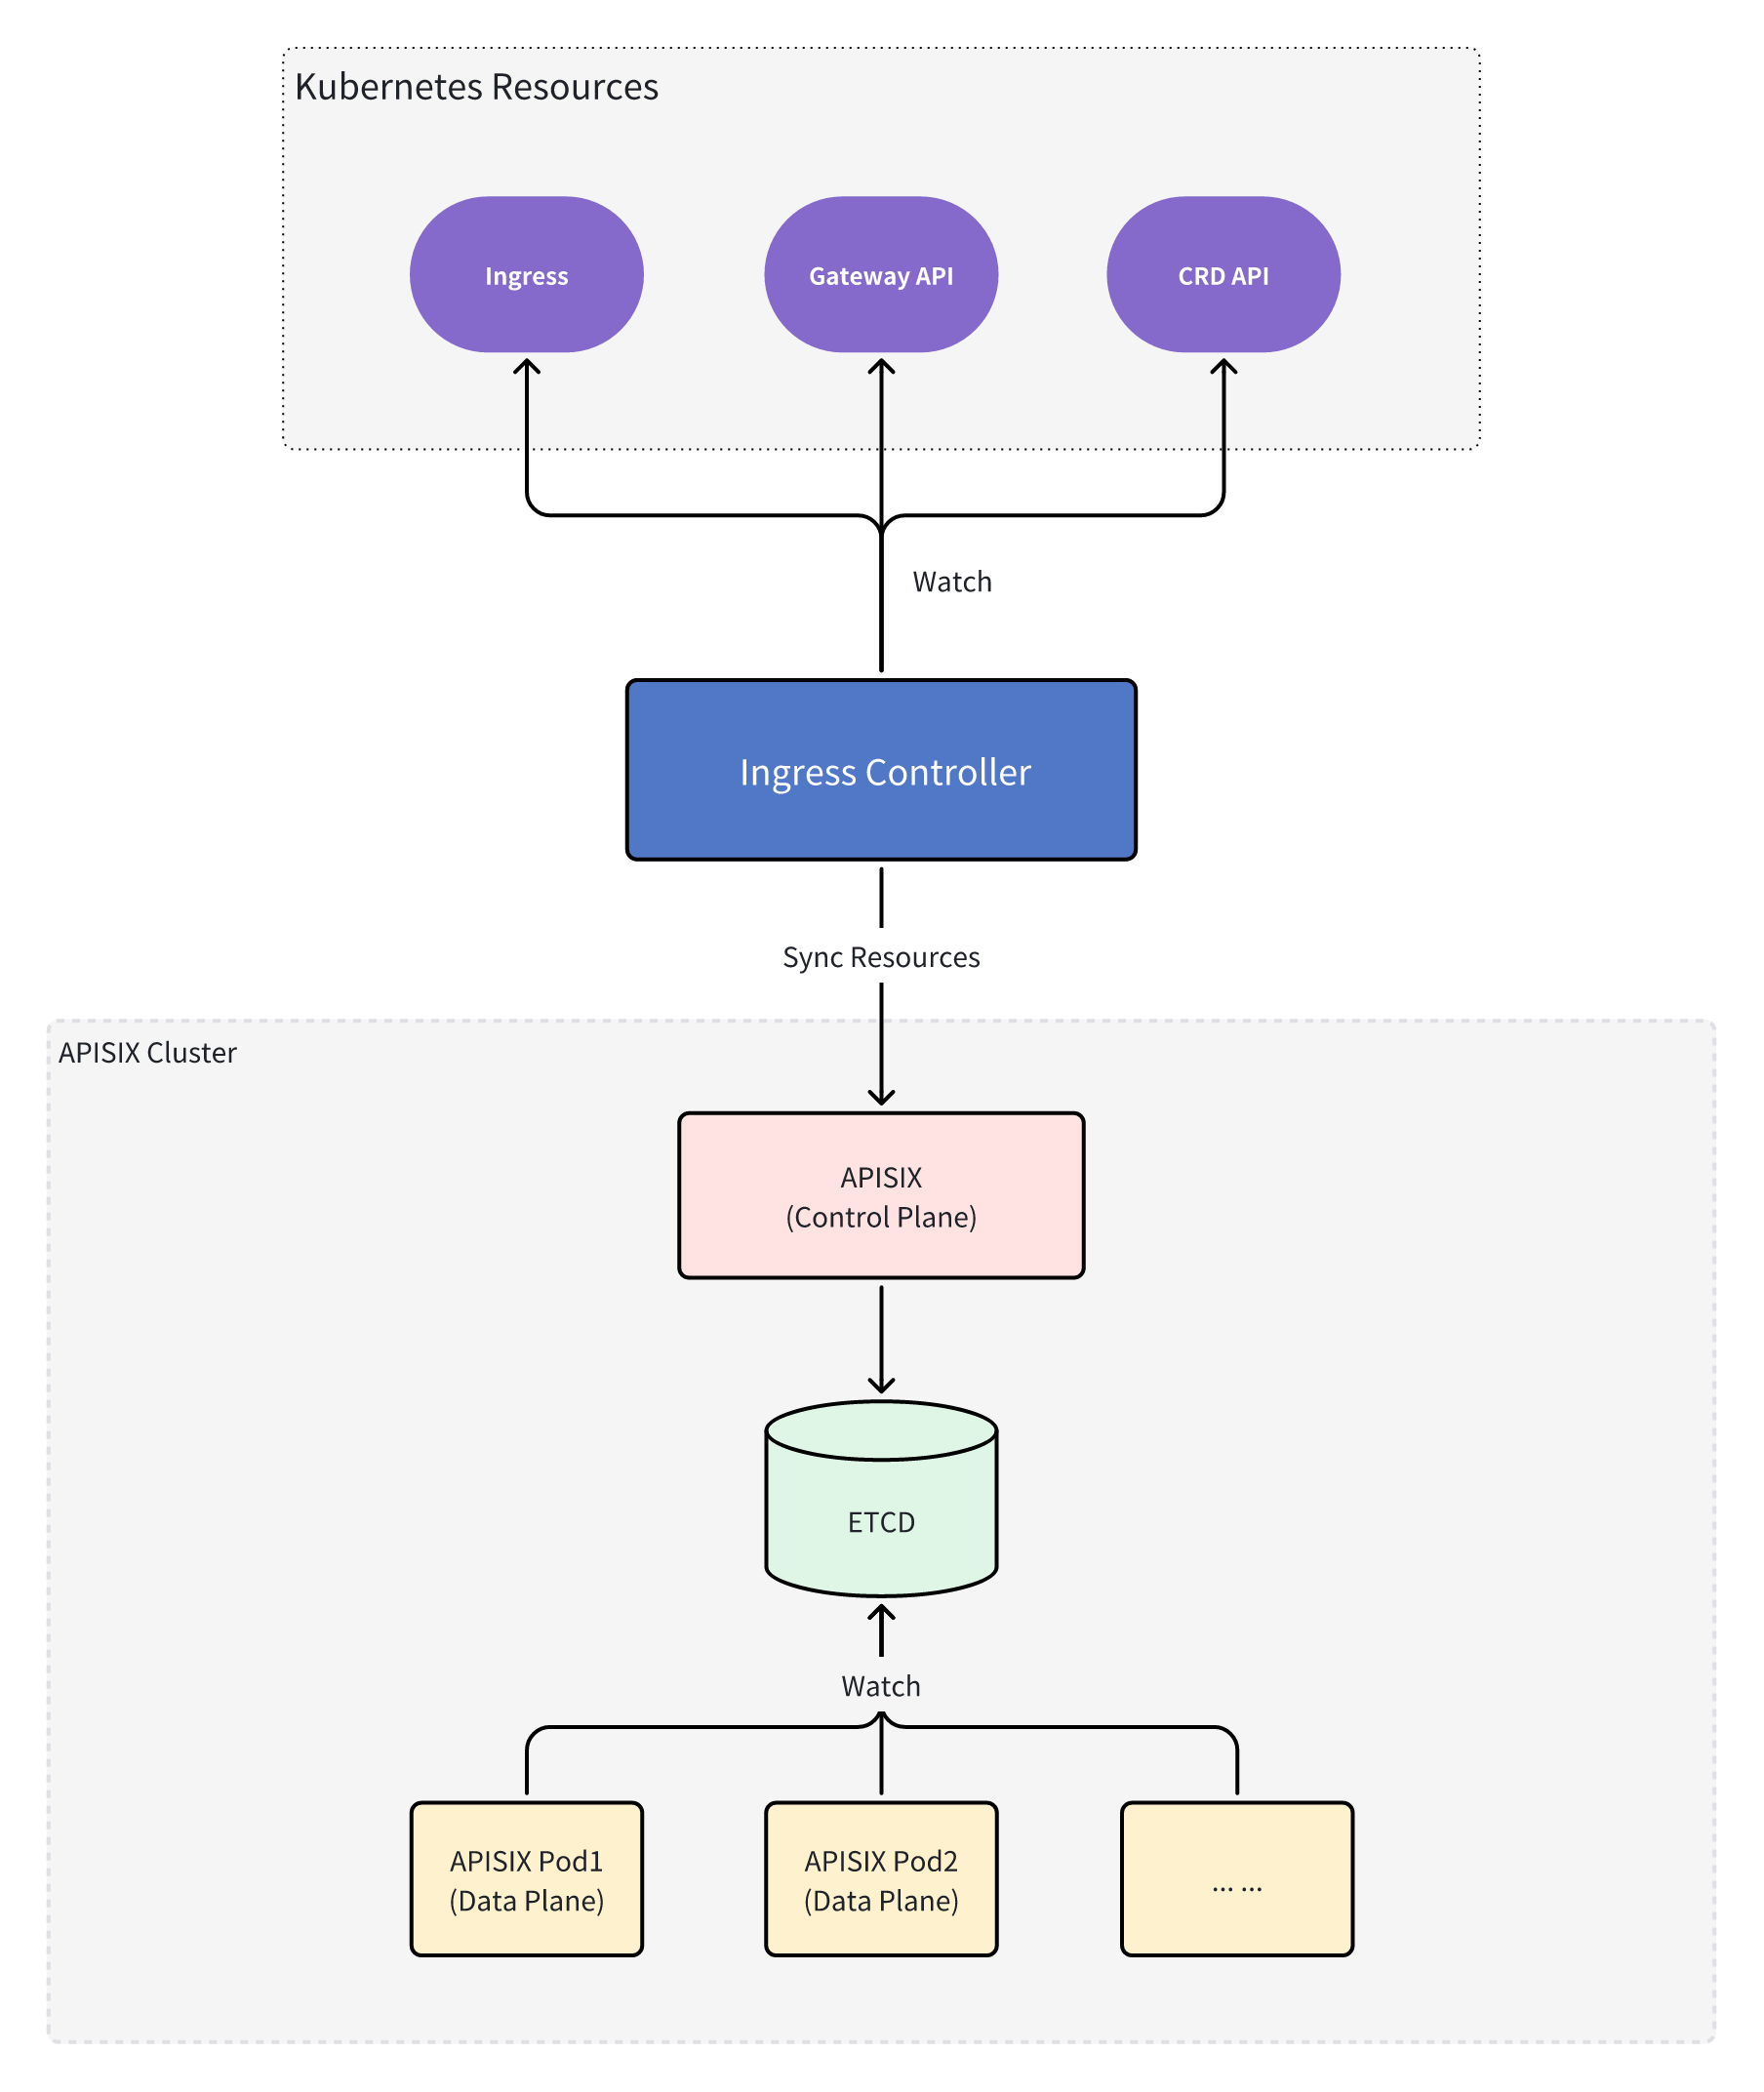 Kubernetes Resources
Ingress
Gateway API
CRD API
Watch
Ingress Controller
Sync Resources
APISIX Cluster
APISIX
(Control Plane)
ETCD
Watch
APISIX Pod1
(Data Plane)
APISIX Pod2
(Data Plane)
... ...